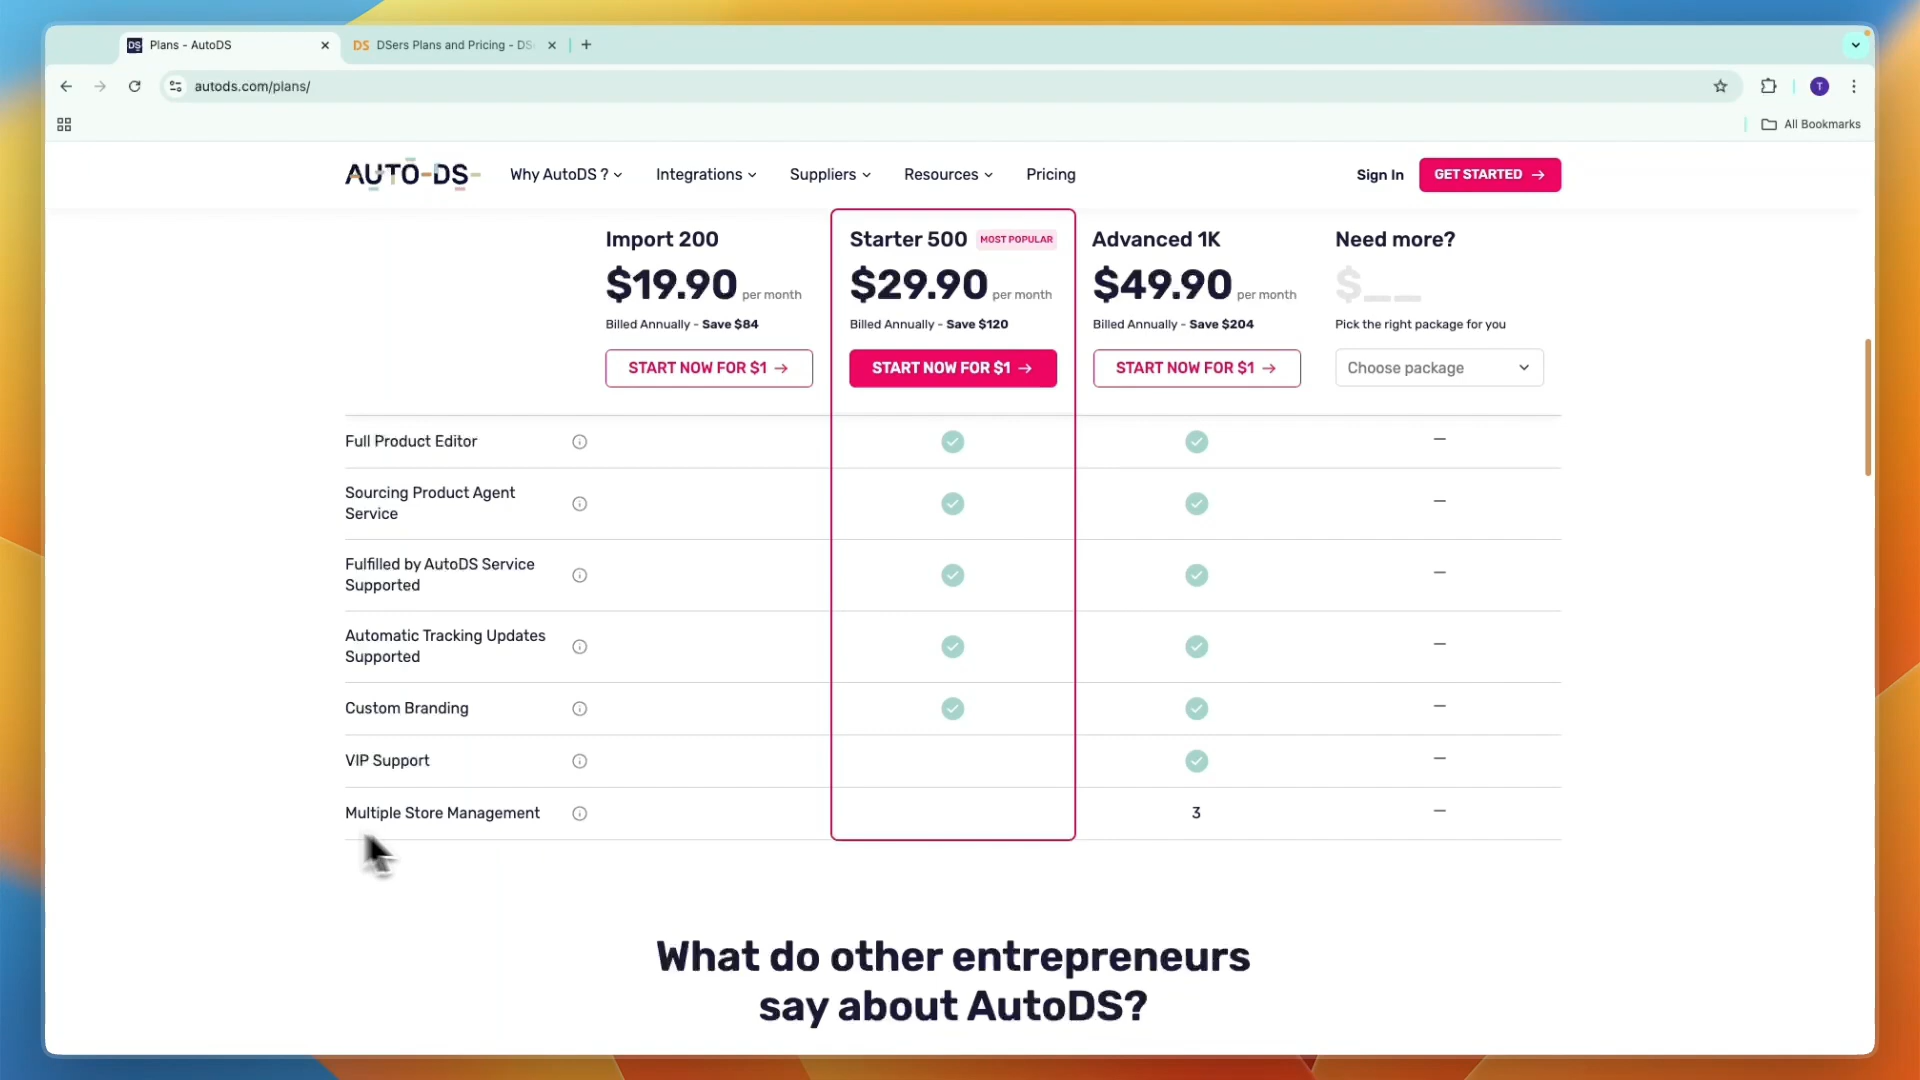 DS Plans - AutoDS
DS DSers Plans and Pricing - DS
autods.com/plans/
T
All Bookmarks
AUTO-DS
Why AutoDS ?
Integrations
Suppliers
Resources
Pricing
Sign In
GET STARTED →
Import 200
$19.90 per month
Billed Annually - Save $84
START NOW FOR $1 →
Starter 500 MOST POPULAR
$29.90 per month
Billed Annually - Save $120
START NOW FOR $1 →
Advanced 1K
$49.90 per month
Billed Annually - Save $204
START NOW FOR $1 →
Need more?
$__
Pick the right package for you
Choose package
Full Product Editor
—
Sourcing Product Agent
Service
—
Fulfilled by AutoDS Service
Supported
—
Automatic Tracking Updates
Supported
—
Custom Branding
—
VIP Support
—
Multiple Store Management
3
—
What do other entrepreneurs
say about AutoDS?